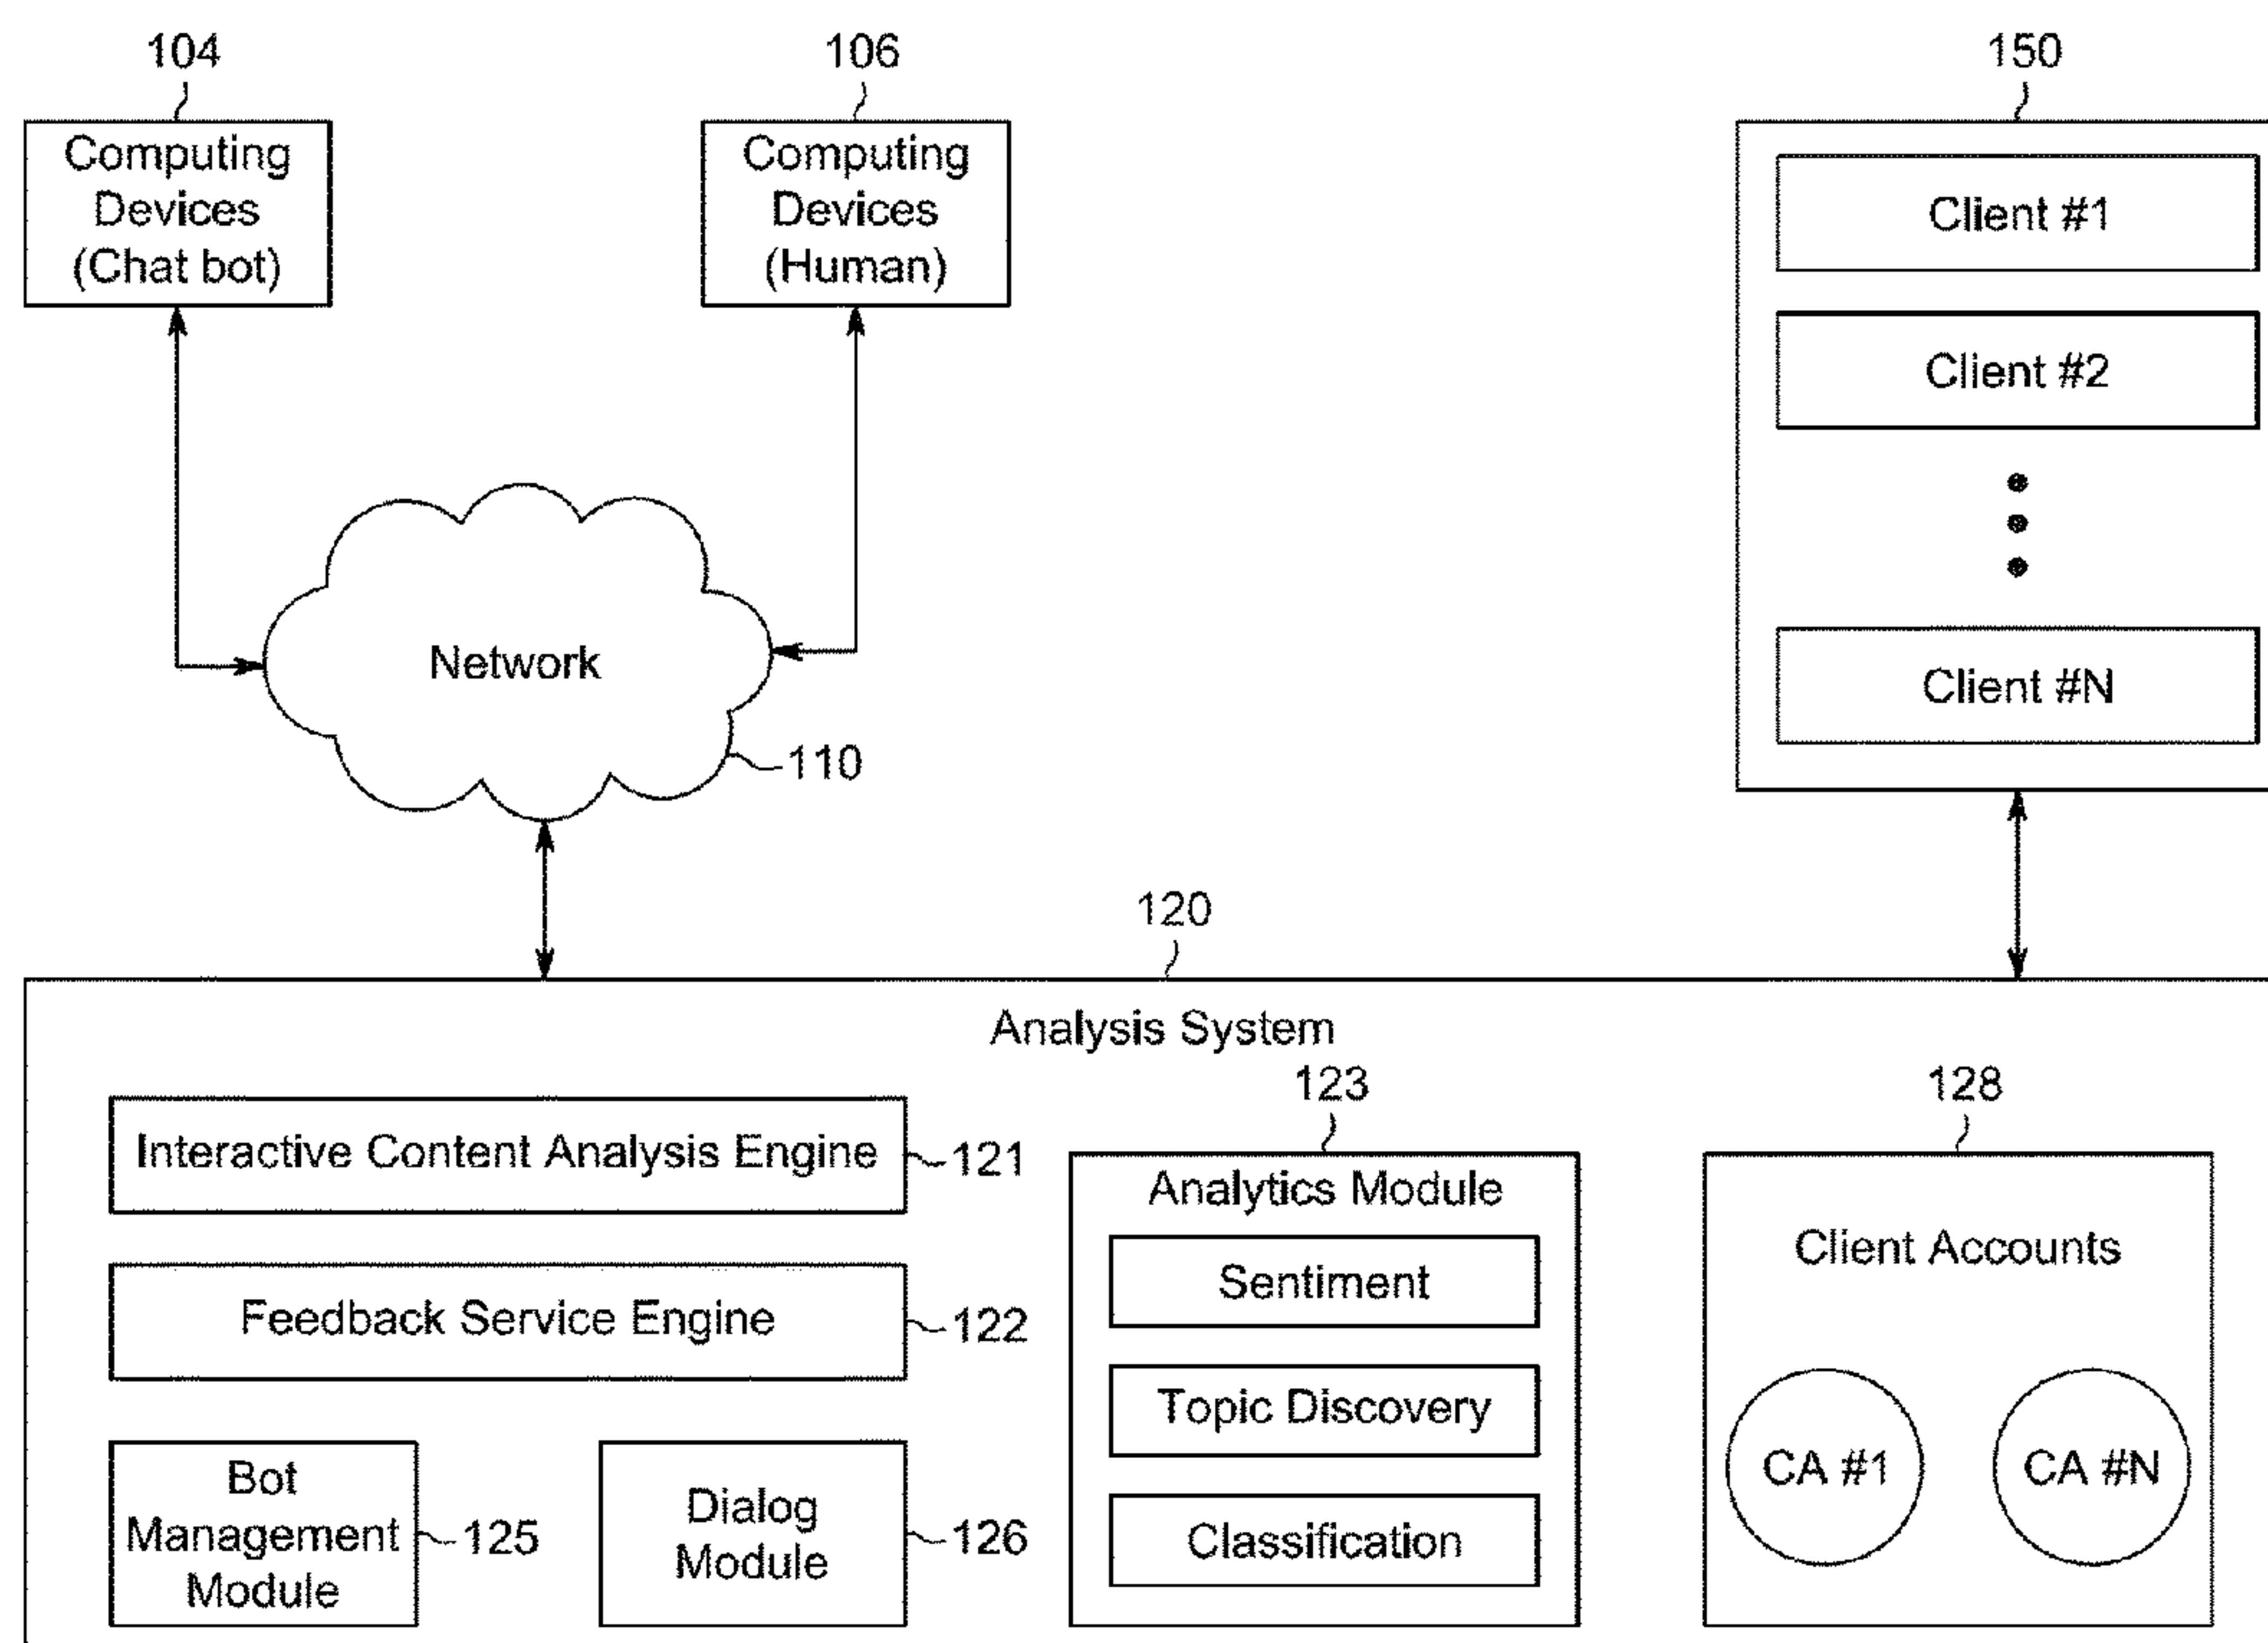 104
106
150
Computing
Devices
(Chat bot)
Computing
Devices
(Human)
Client #1
Client #2
Client #N
Network
110
120
Analysis System
Interactive Content Analysis Engine
121
Feedback Service Engine
122
Bot
Management
Module
125
Dialog
Module
126
123
Analytics Module
Sentiment
Topic Discovery
Classification
128
Client Accounts
CA #1
CA #N